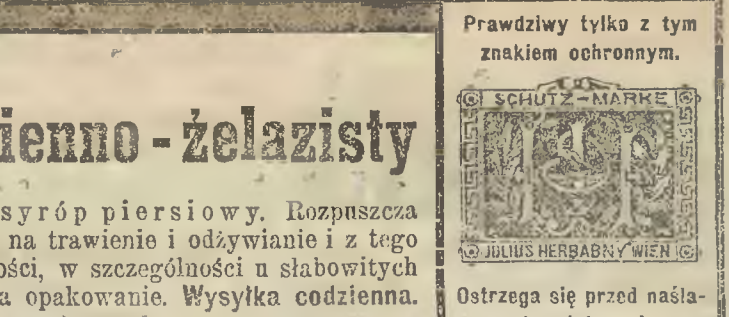 ienno-żelazisty
syróp piersiowy. Rozpuszcza
na trawienie i odżywianie i z tego
ości, w szczególności u słabowitych
a opakowanie. Wysyłka codzienna.
Prawdziwy tylko z tym
znakiem ochronnym.
SCHUTZ-MARKE
JULIUS HERBABNY WIEN
Ostrzega się przed naśla-